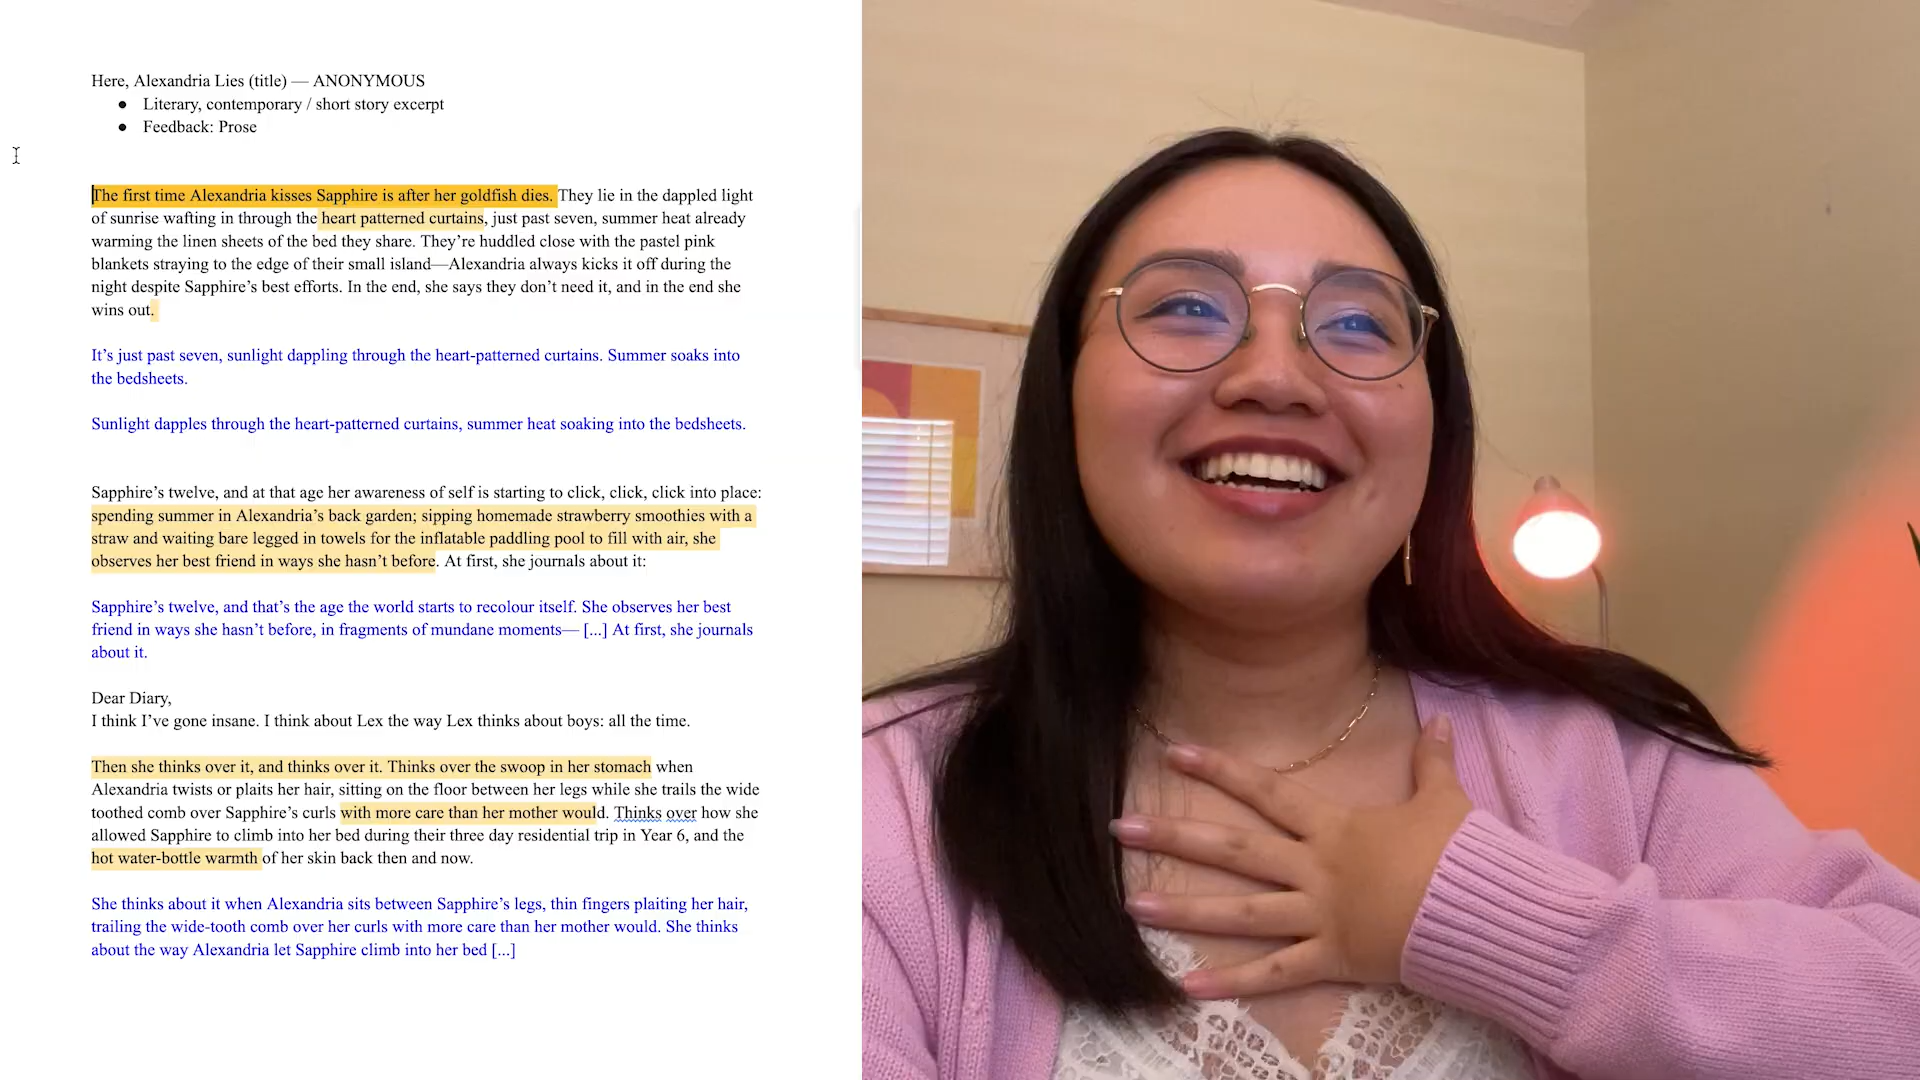 Here, Alexandria Lies (title) — ANONYMOUS
● Literary, contemporary / short story excerpt
● Feedback: Prose
The first time Alexandria kisses Sapphire is after her goldfish dies. They lie in the dappled light
of sunrise wafting in through the heart patterned curtains, just past seven, summer heat already
warming the linen sheets of the bed they share. They’re huddled close with the pastel pink
blankets straying to the edge of their small island—Alexandria always kicks it off during the
night despite Sapphire’s best efforts. In the end, she says they don’t need it, and in the end she
wins out.
It’s just past seven, sunlight dappling through the heart-patterned curtains. Summer soaks into
the bedsheets.
Sunlight dapples through the heart-patterned curtains, summer heat soaking into the bedsheets.
Sapphire’s twelve, and at that age her awareness of self is starting to click, click, click into place:
spending summer in Alexandria’s back garden; sipping homemade strawberry smoothies with a
straw and waiting bare legged in towels for the inflatable paddling pool to fill with air, she
observes her best friend in ways she hasn’t before. At first, she journals about it:
Sapphire’s twelve, and that’s the age the world starts to recolour itself. She observes her best
friend in ways she hasn’t before, in fragments of mundane moments— [...] At first, she journals
about it.
Dear Diary,
I think I’ve gone insane. I think about Lex the way Lex thinks about boys: all the time.
Then she thinks over it, and thinks over it. Thinks over the swoop in her stomach when
Alexandria twists or plaits her hair, sitting on the floor between her legs while she trails the wide
toothed comb over Sapphire’s curls with more care than her mother would. Thinks over how she
allowed Sapphire to climb into her bed during their three day residential trip in Year 6, and the
hot water-bottle warmth of her skin back then and now.
She thinks about it when Alexandria sits between Sapphire’s legs, thin fingers plaiting her hair,
trailing the wide-tooth comb over her curls with more care than her mother would. She thinks
about the way Alexandria let Sapphire climb into her bed [...]